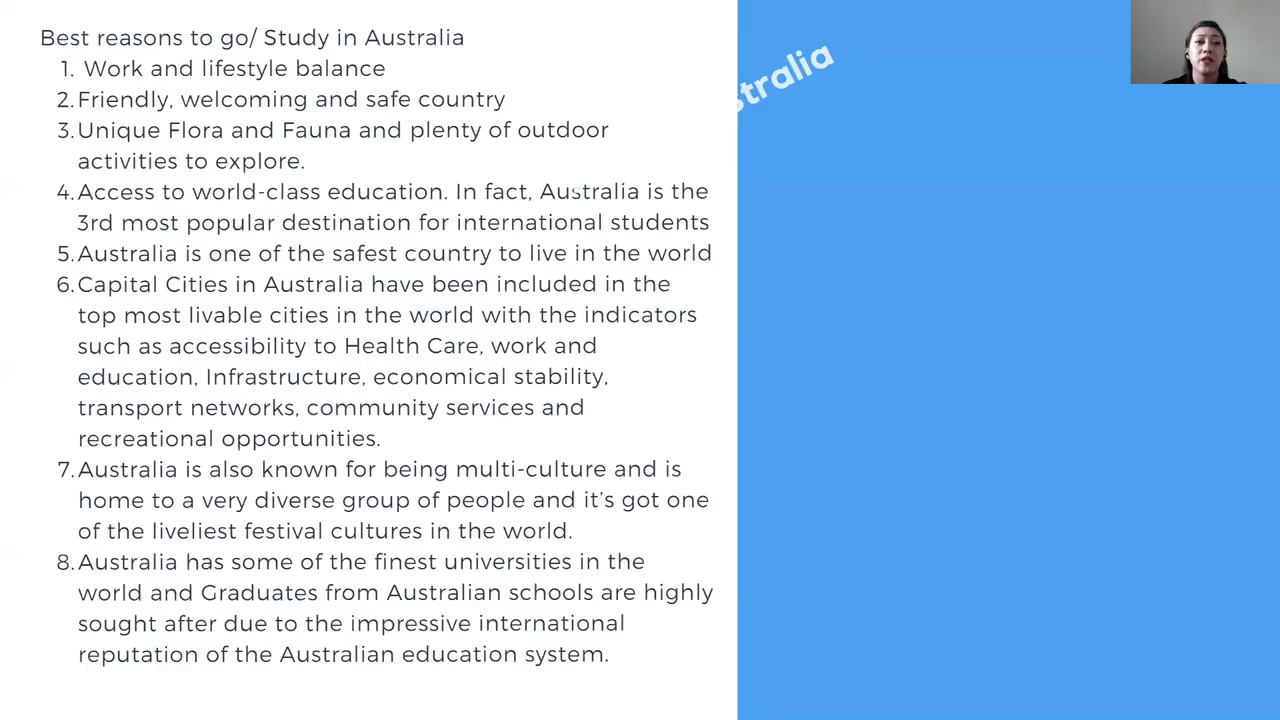 Best reasons to go/ Study in Australia
1. Work and lifestyle balance
2. Friendly, welcoming and safe country
3. Unique Flora and Fauna and plenty of outdoor
activities to explore.
4. Access to world-class education. In fact, Australia is the
3rd most popular destination for international students
5. Australia is one of the safest country to live in the world
6. Capital Cities in Australia have been included in the
top most livable cities in the world with the indicators
such as accessibility to Health Care, work and
education, Infrastructure, economical stability,
transport networks, community services and
recreational opportunities.
7. Australia is also known for being multi-culture and is
home to a very diverse group of people and it's got one
of the liveliest festival cultures in the world.
8. Australia has some of the finest universities in the
world and Graduates from Australian schools are highly
sought after due to the impressive international
reputation of the Australian education system.
stralia